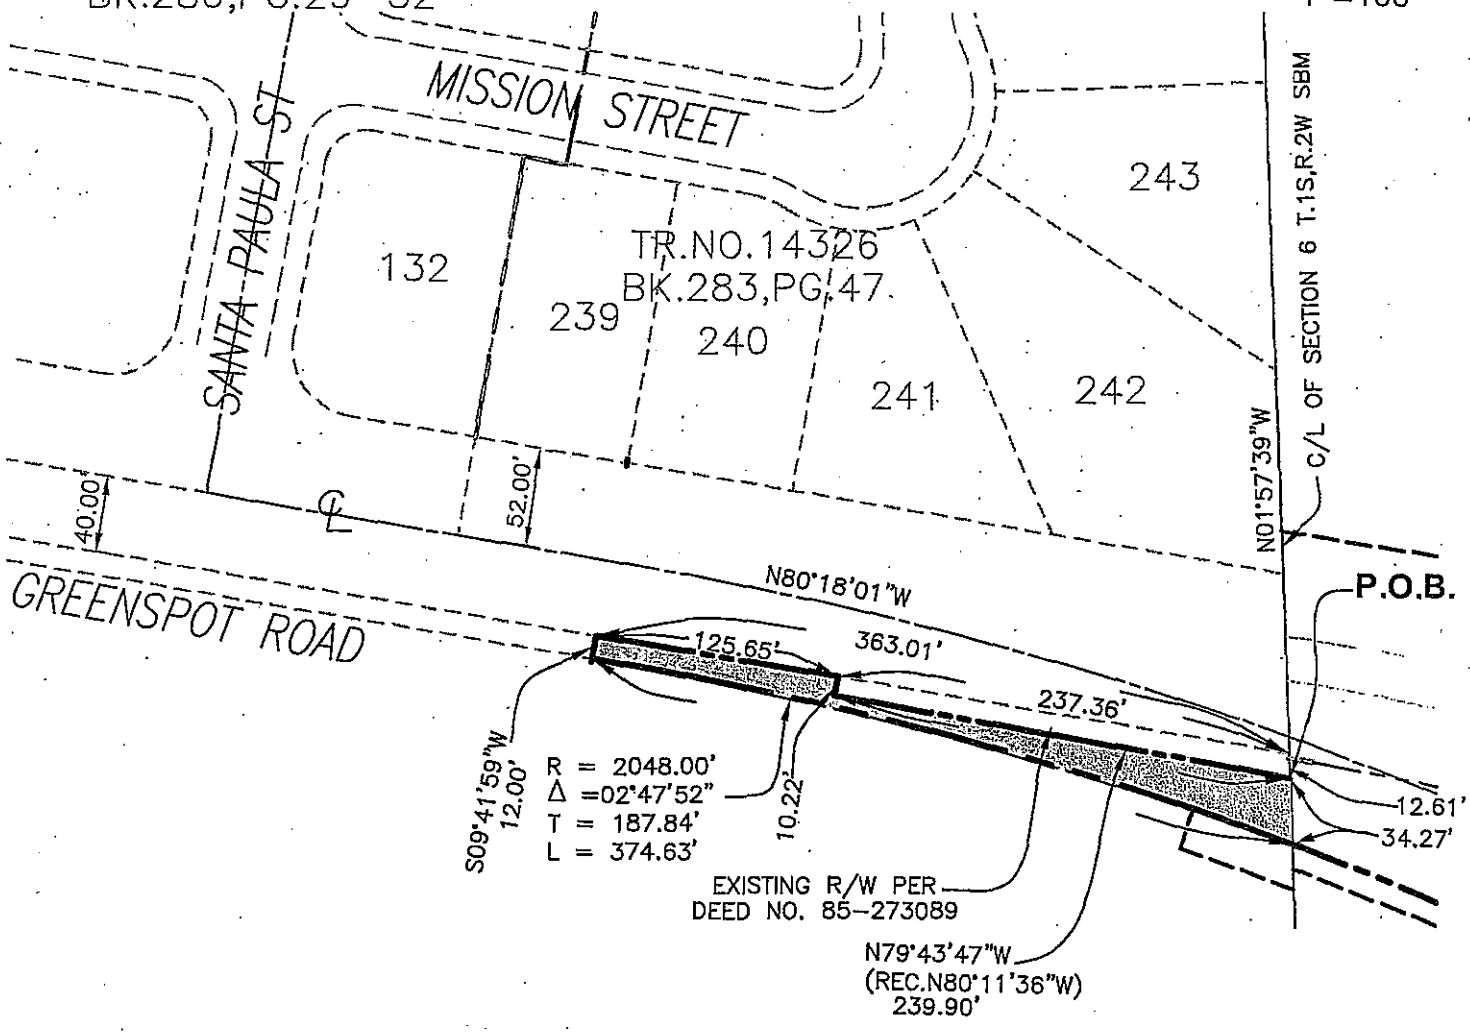 MISSION STREET
SANTA PAULA ST
C/L OF SECTION 6 T.1S,R.2W SBM
243
TR.NO.14326
BK.283,PG.47
132
239
240
241
242
N01°57'39"W
40.00'
52.00'
℄
N80°18'01"W
P.O.B.
GREENSPOT ROAD
125.65'
363.01'
237.36'
S09°41'59"W
12.00'
R = 2048.00'
Δ =02°47'52"
T = 187.84'
L = 374.63'
10.22'
12.61'
34.27'
EXISTING R/W PER
DEED NO. 85-273089
N79°43'47"W
(REC.N80°11'36"W)
239.90'